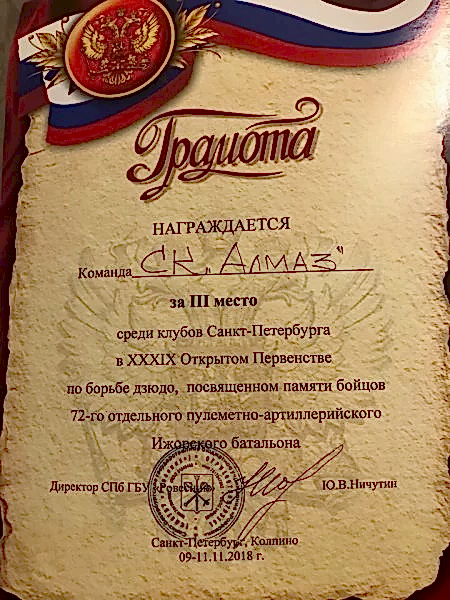 Грамота
НАГРАЖДАЕТСЯ
Команда СК „Алмаз"
за III место
среди клубов Санкт-Петербурга
в XXXIX Открытом Первенстве
по борьбе дзюдо, посвященном памяти бойцов
72-го отдельного пулеметно-артиллерийского
Ижорского батальона
Директор СПб ГБУ «Ровесник» Ю.В.Ничутин
Санкт-Петербург, Колпино
09-11.11.2018 г.